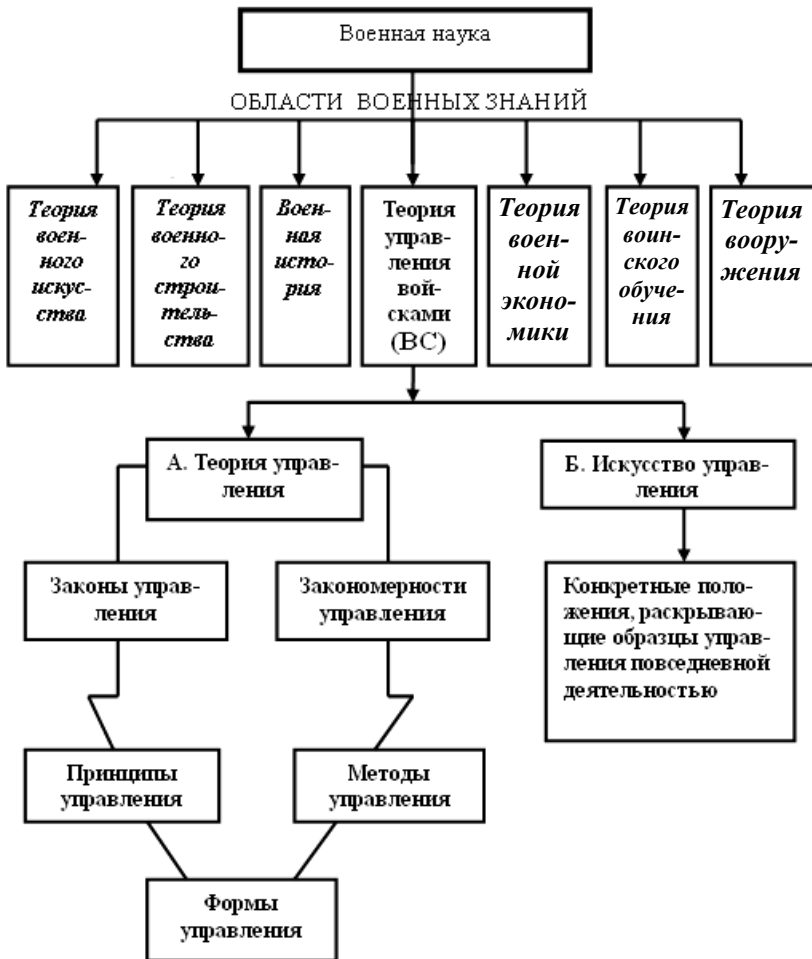 Военная наука
ОБЛАСТИ ВОЕННЫХ ЗНАНИЙ
Теория
воен-
ного
искус-
ства
Теория
военно-
го
строи-
тель-
ства
Воен-
ная
исто-
рия
Теория
управ-
ления
вой-
сками
(ВС)
Теория
воен-
ной
эконо-
мики
Теория
воин-
ского
обуче-
ния
Теория
воору-
жения
А. Теория управ-
ления
Б. Искусство управ-
ления
Законы управ-
ления
Закономерности
управления
Конкретные поло-
жения, раскрываю-
щие образцы управ-
ления повседневной
деятельностью
Принципы
управления
Методы
управления
Формы
управления